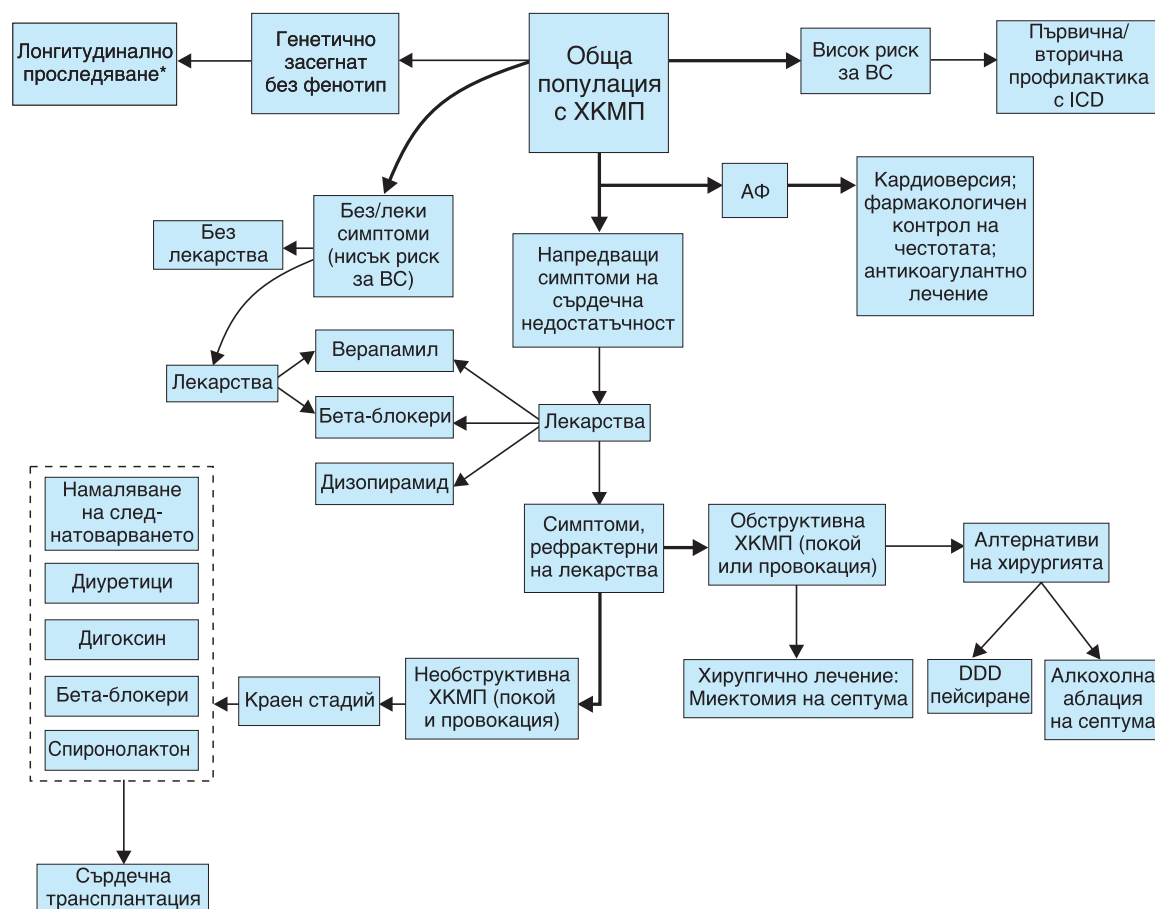 Лонгитудинално
проследяване*
Генетично
засегнат
без фенотип
Обща
популация
с ХКМП
Висок риск
за ВС
Първична/
вторична
профилактика
с ICD
АФ
Кардиоверсия;
фармакологичен
контрол на
честотата;
антикоагулантно
лечение
Без
лекарства
Без/леки
симптоми
(нисък риск
за ВС)
Напредващи
симптоми на
сърдечна
недостатъчност
Лекарства
Верапамил
Бета-блокери
Дизопирамид
Лекарства
Намаляване
на след-
натоварването
Диуретици
Дигоксин
Бета-блокери
Спиронолактон
Симптоми,
рефрактерни
на лекарства
Обструктивна
ХКМП (покой
или провокация)
Алтернативи
на хирургията
Краен стадий
Необструктивна
ХКМП (покой
и провокация)
Хирургично лечение:
Миектомия на септума
DDD
пейсиране
Алкохолна
аблация
на септума
Сърдечна
трансплантация